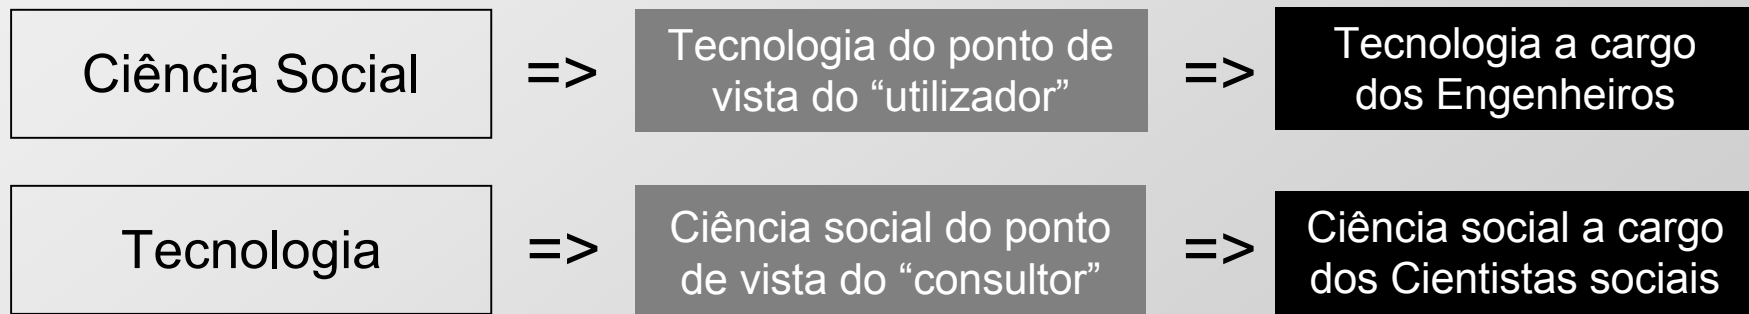 Ciência Social
=>
Tecnologia do ponto de
vista do “utilizador”
=>
Tecnologia a cargo
dos Engenheiros
Tecnologia
=>
Ciência social do ponto
de vista do “consultor”
=>
Ciência social a cargo
dos Cientistas sociais